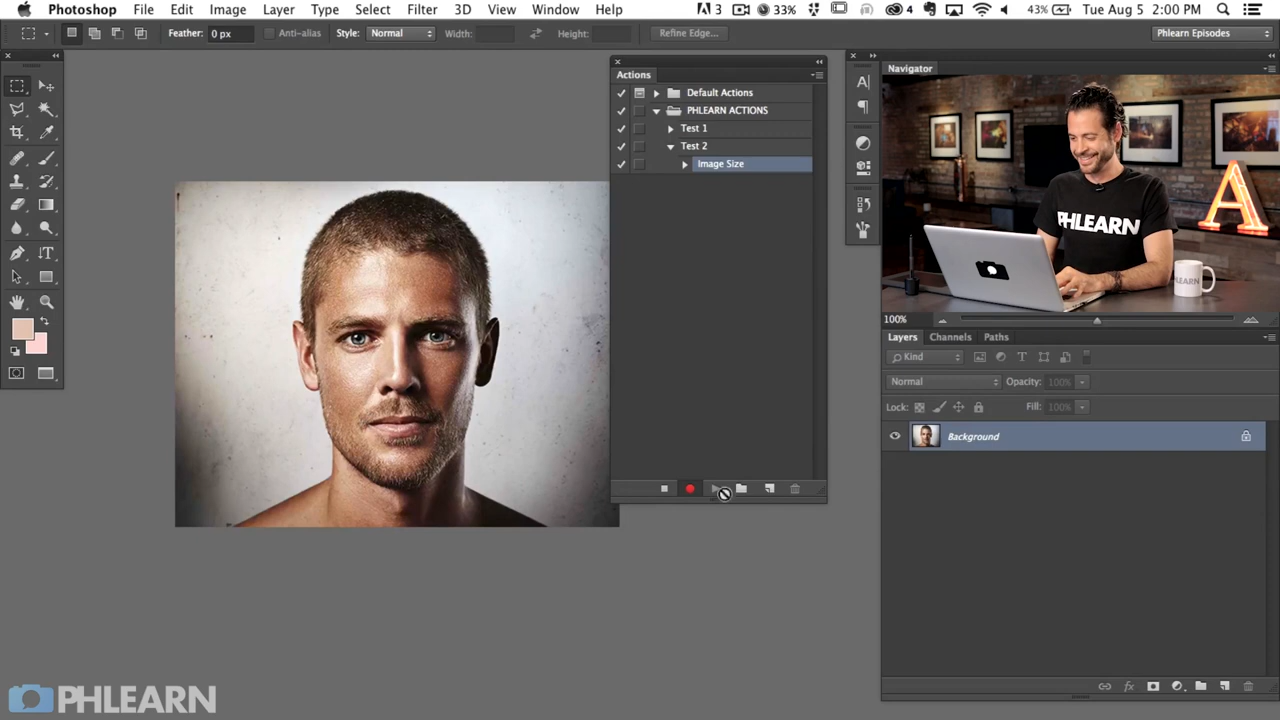 Photoshop File Edit Image Layer Type Select Filter 3D View Window Help 3 33% 4 43% Tue Aug 5 2:00 PM
Feather: 0 px Anti-alias Style: Normal Width: Height: Refine Edge... Phlearn Episodes
Actions
Default Actions
PHLEARN ACTIONS
Test 1
Test 2
Image Size
Navigator
PHLEARN
A
100%
Layers Channels Paths
Kind
Normal Opacity: 100%
Lock: Fill: 100%
Background
PHLEARN